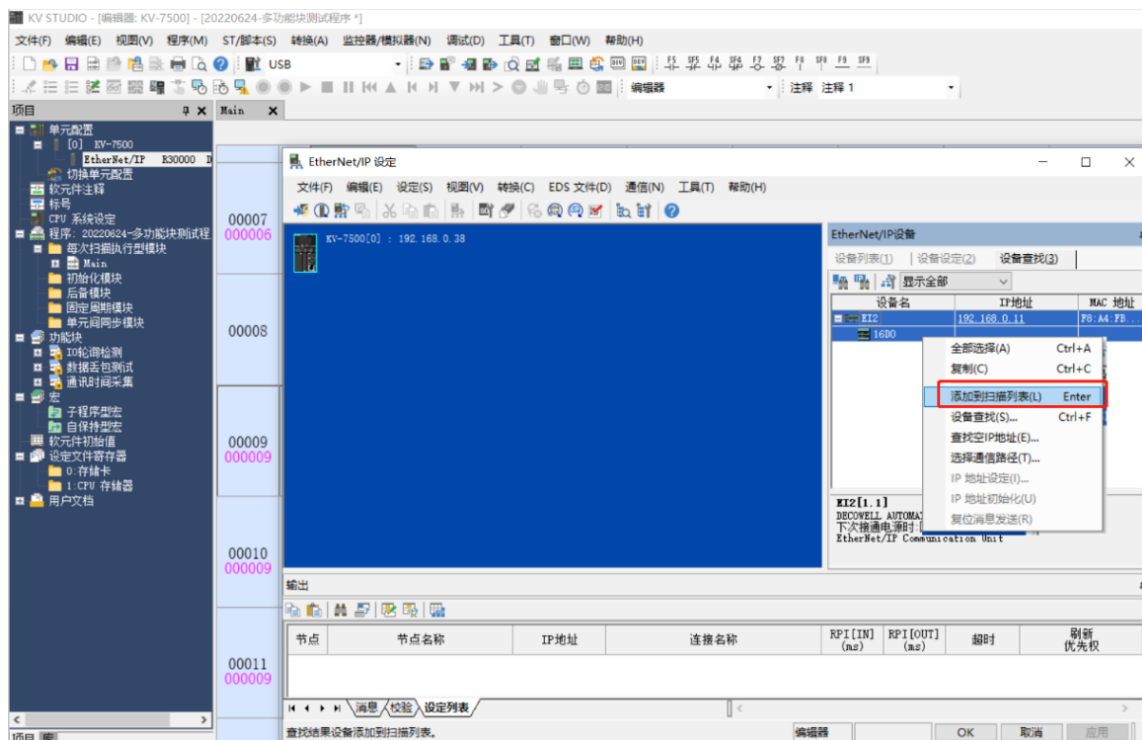 KV STUDIO - [编辑器: KV-7500] - [20220624-多功能块测试程序 *]
文件(F) 编辑(E) 视图(V) 程序(M) ST/脚本(S) 转换(A) 监控器/模拟器(N) 调试(D) 工具(T) 窗口(W) 帮助(H)
USB
编辑器 注释 注释 1
项目
Main
单元配置
[0] KV-7500
EtherNet/IP R30000 D
切换单元配置
软元件注释
标号
CPU 系统设定
程序: 20220624-多功能块测试程
每次扫描执行型模块
Main
初始化模块
后备模块
固定周期模块
单元间同步模块
功能块
IO轮询检测
数据丢包测试
通讯时间采集
宏
子程序型宏
自保持型宏
软元件初始值
设定文件寄存器
0:存储卡
1:CPU 存储器
用户文档
00007
000006
00008
00009
000009
00010
000009
00011
000009
EtherNet/IP 设定
文件(F) 编辑(E) 设定(S) 视图(V) 转换(C) EDS 文件(D) 通信(N) 工具(T) 帮助(H)
KV-7500[0] : 192.168.0.38
EtherNet/IP设备
设备列表(1) 设备设定(2) 设备查找(3)
显示全部
设备名 IP地址 MAC 地址
EI2 192.168.0.11 F8:A4:FB...
16DO
全部选择(A) Ctrl+A
复制(C) Ctrl+C
添加到扫描列表(L) Enter
设备查找(S)... Ctrl+F
查找空IP地址(E)...
选择通信路径(T)...
IP 地址设定(I)...
IP 地址初始化(U)
复位消息发送(R)
EI2[1.1]
DECOWELL AUTOMA
下次接通电源时:[
EtherNet/IP Communication Unit
输出
节点 节点名称 IP地址 连接名称 RPI[IN] (ms) RPI[OUT] (ms) 超时 刷新 优先权
消息 校验 设定列表
查找结果设备添加到扫描列表。 编辑器 OK 取消 应用
项目